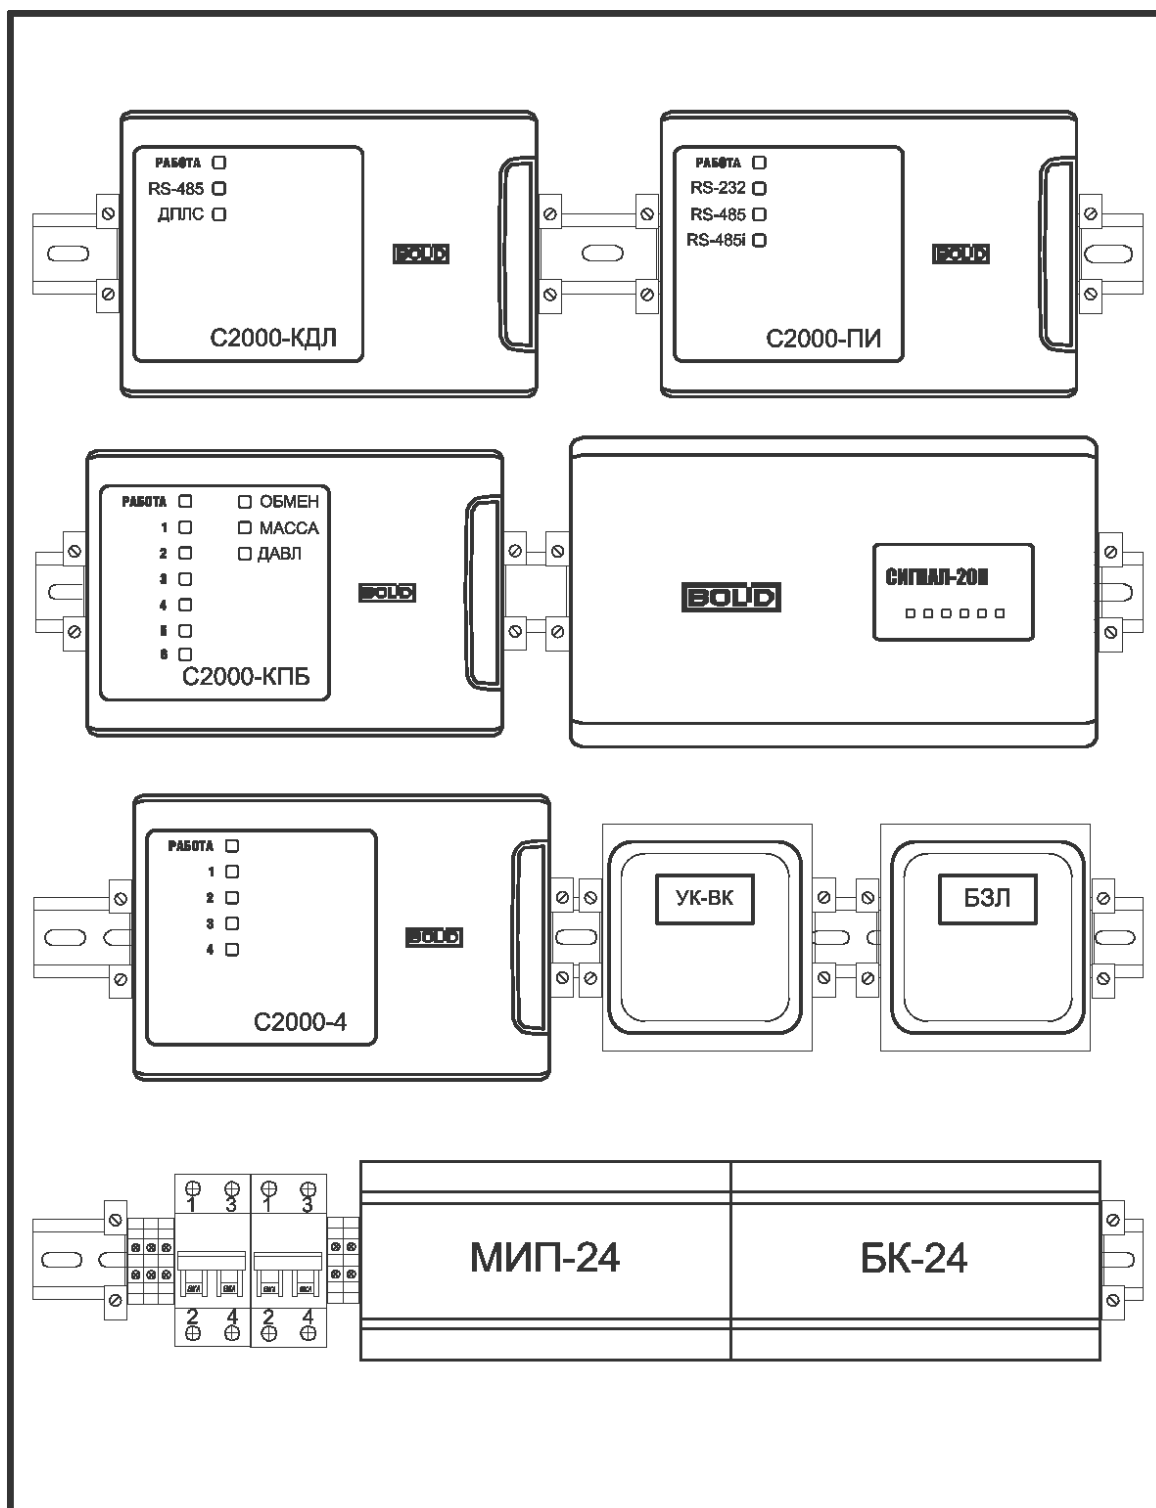 РАБОТА
RS-485
ДПЛС
BOLID
С2000-КДЛ
РАБОТА
RS-232
RS-485
RS-485i
BOLID
С2000-ПИ
РАБОТА
1
2
3
4
5
6
ОБМЕН
МАССА
ДАВЛ
BOLID
С2000-КПБ
BOLID
СИГНАЛ-20П
РАБОТА
1
2
3
4
BOLID
С2000-4
УК-ВК
БЗЛ
1 3 1 3
2 4 2 4
МИП-24
БК-24